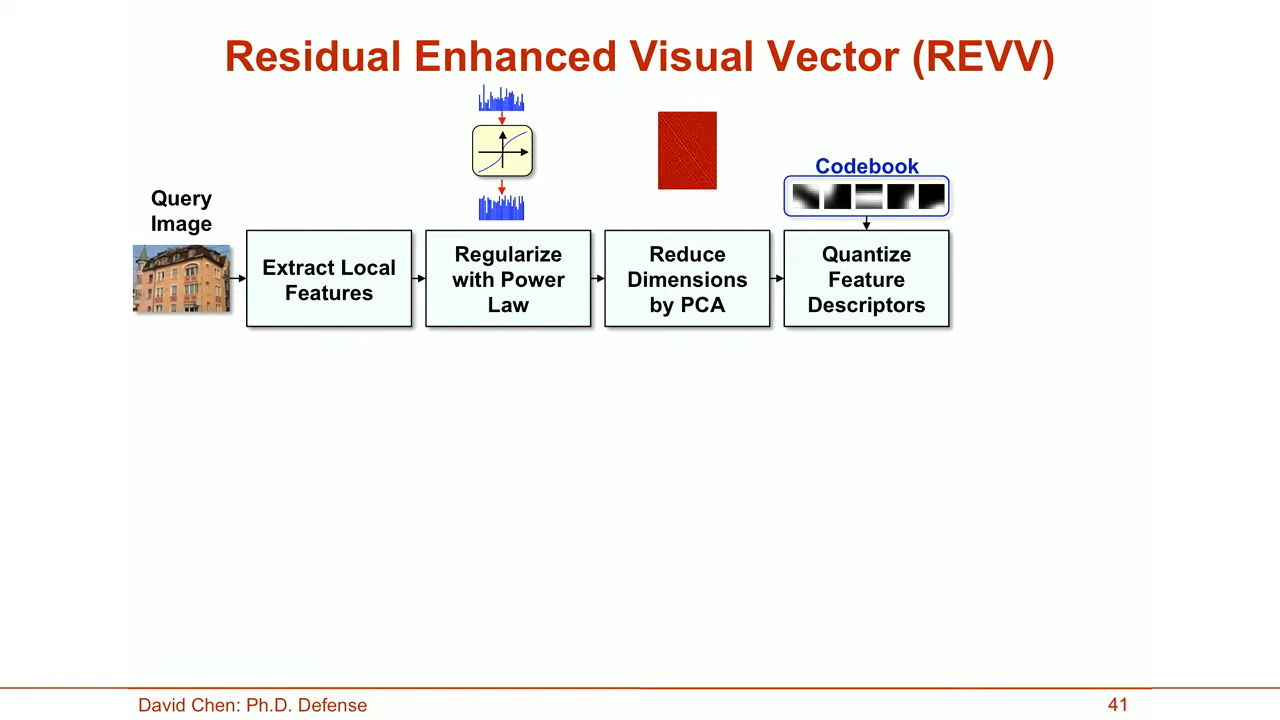 Residual Enhanced Visual Vector (REVV)
Codebook
Query
Image
Extract Local
Features
Regularize
with Power
Law
Reduce
Dimensions
by PCA
Quantize
Feature
Descriptors
David Chen: Ph.D. Defense
41